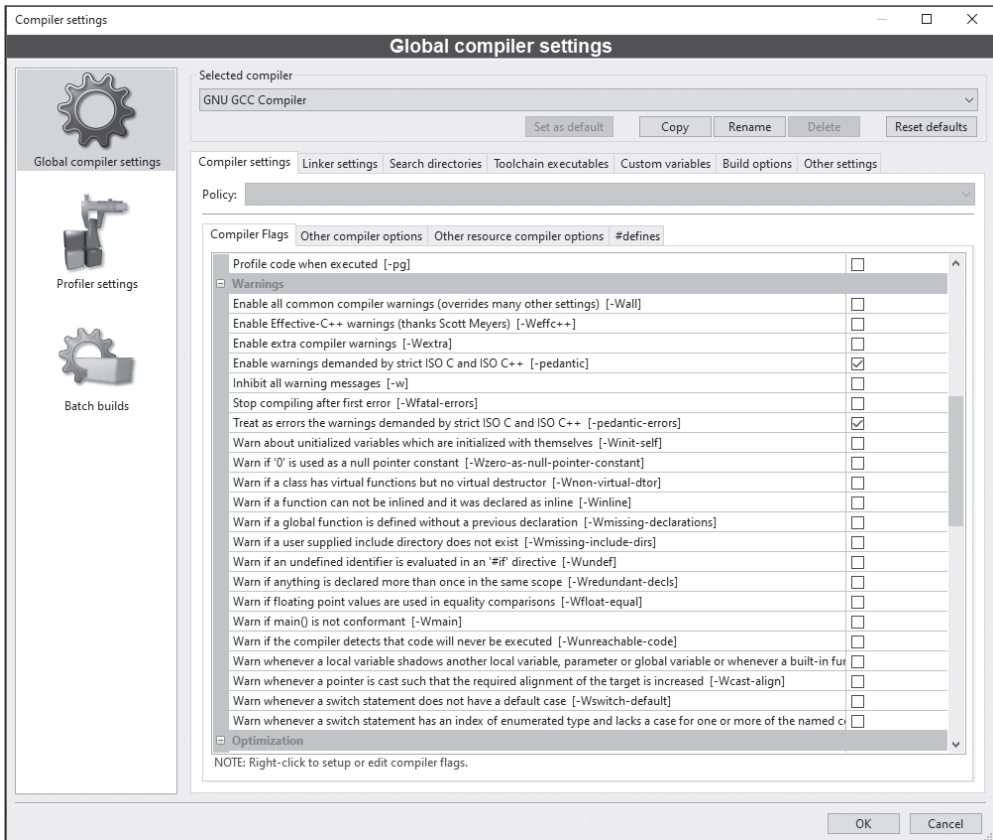 Compiler settings
Global compiler settings
Global compiler settings
Profiler settings
Batch builds
Selected compiler
GNU GCC Compiler
Set as default Copy Rename Delete Reset defaults
Compiler settings Linker settings Search directories Toolchain executables Custom variables Build options Other settings
Policy:
Compiler Flags Other compiler options Other resource compiler options #defines
Profile code when executed [-pg]
Warnings
Enable all common compiler warnings (overrides many other settings) [-Wall]
Enable Effective-C++ warnings (thanks Scott Meyers) [-Weffc++]
Enable extra compiler warnings [-Wextra]
Enable warnings demanded by strict ISO C and ISO C++ [-pedantic]
Inhibit all warning messages [-w]
Stop compiling after first error [-Wfatal-errors]
Treat as errors the warnings demanded by strict ISO C and ISO C++ [-pedantic-errors]
Warn about unitialized variables which are initialized with themselves [-Winit-self]
Warn if '0' is used as a null pointer constant [-Wzero-as-null-pointer-constant]
Warn if a class has virtual functions but no virtual destructor [-Wnon-virtual-dtor]
Warn if a function can not be inlined and it was declared as inline [-Winline]
Warn if a global function is defined without a previous declaration [-Wmissing-declarations]
Warn if a user supplied include directory does not exist [-Wmissing-include-dirs]
Warn if an undefined identifier is evaluated in an '#if' directive [-Wundef]
Warn if anything is declared more than once in the same scope [-Wredundant-decls]
Warn if floating point values are used in equality comparisons [-Wfloat-equal]
Warn if main() is not conformant [-Wmain]
Warn if the compiler detects that code will never be executed [-Wunreachable-code]
Warn whenever a local variable shadows another local variable, parameter or global variable or whenever a built-in fur
Warn whenever a pointer is cast such that the required alignment of the target is increased [-Wcast-align]
Warn whenever a switch statement does not have a default case [-Wswitch-default]
Warn whenever a switch statement has an index of enumerated type and lacks a case for one or more of the named co
Optimization
NOTE: Right-click to setup or edit compiler flags.
OK Cancel